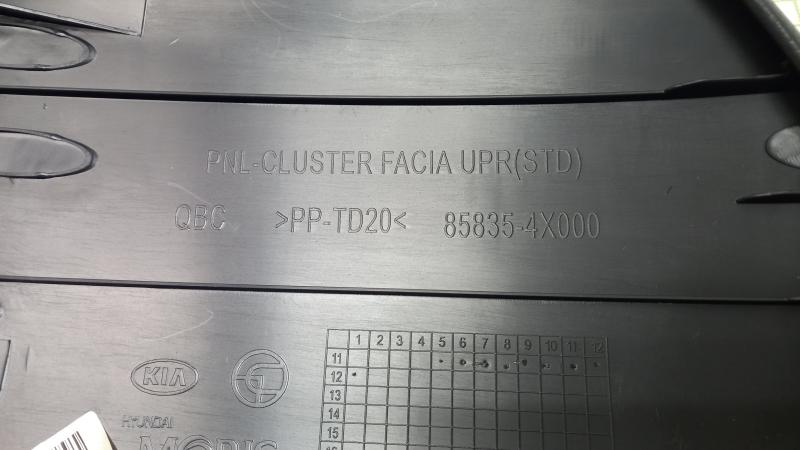 PNL-CLUSTER FACIA UPR(STD)
QBC >PP-TD20< 85835-4X000
1 2 3 4 5 6 7 8 9 10 11 12
11
12
13
14
15
KIA
HYUNDAI
MOBIS